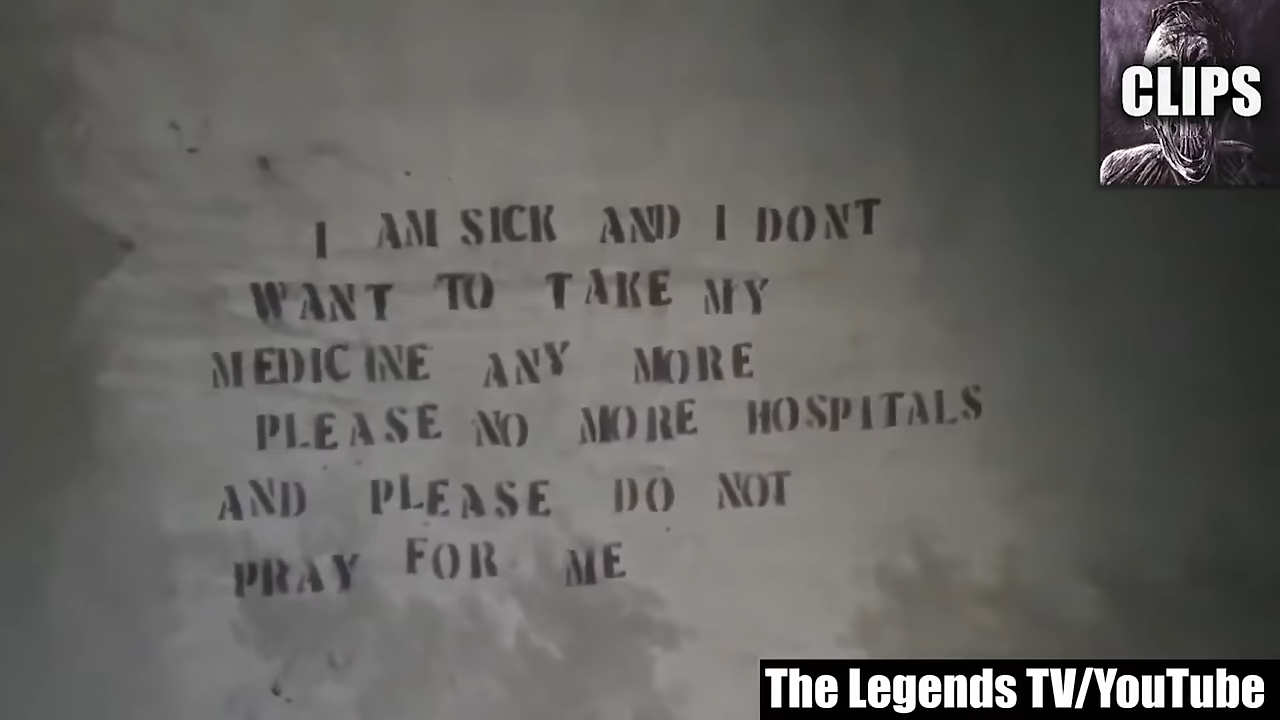 CLIPS
I AM SICK AND I DONT
WANT TO TAKE MY
MEDICINE ANY MORE
PLEASE NO MORE HOSPITALS
AND PLEASE DO NOT
PRAY FOR ME
The Legends TV/YouTube